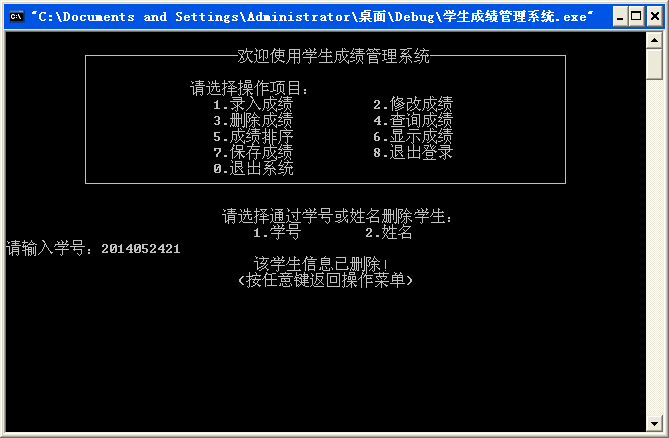 "C:\Documents and Settings\Administrator\桌面\Debug\学生成绩管理系统.exe"
欢迎使用学生成绩管理系统
请选择操作项目:
1.录入成绩 2.修改成绩
3.删除成绩 4.查询成绩
5.成绩排序 6.显示成绩
7.保存成绩 8.退出登录
0.退出系统
请选择通过学号或姓名删除学生:
1.学号 2.姓名
请输入学号: 2014052421
该学生信息已删除!
(按任意键返回操作菜单)